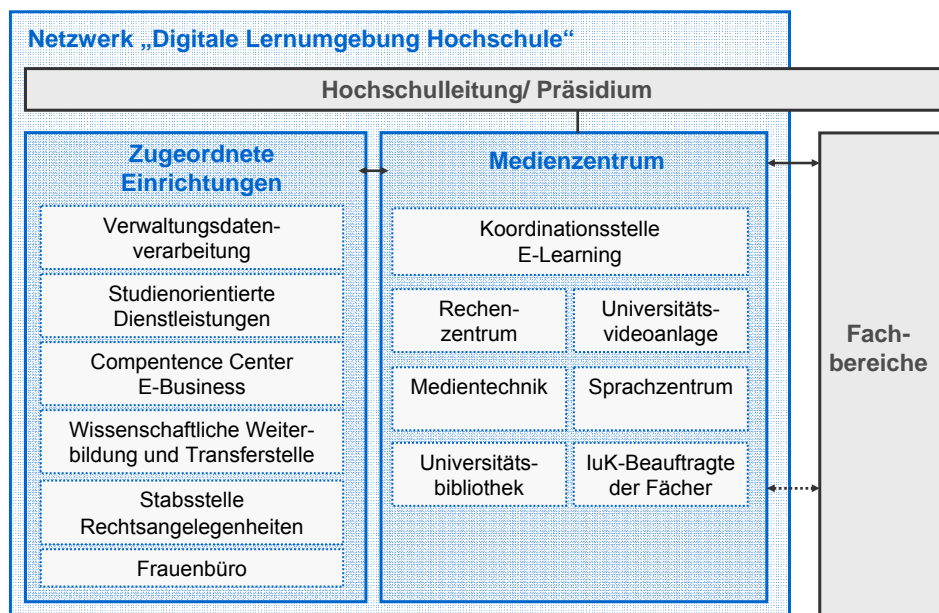 Netzwerk „Digitale Lernumgebung Hochschule“
Hochschulleitung/ Präsidium
Zugeordnete
Einrichtungen
Verwaltungsdaten-
verarbeitung
Studienorientierte
Dienstleistungen
Compentence Center
E-Business
Wissenschaftliche Weiter-
bildung und Transferstelle
Stabsstelle
Rechtsangelegenheiten
Frauenbüro
Medienzentrum
Koordinationsstelle
E-Learning
Rechen-
zentrum
Universitäts-
videoanlage
Medientechnik
Sprachzentrum
Universitäts-
bibliothek
IuK-Beauftragte
der Fächer
Fach-
bereiche